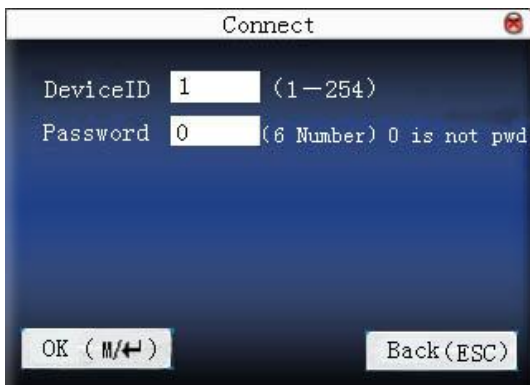 Connect
DeviceID 1 (1－254)
Password 0 (6 Number) 0 is not pwd
OK (M/↵) Back(ESC)